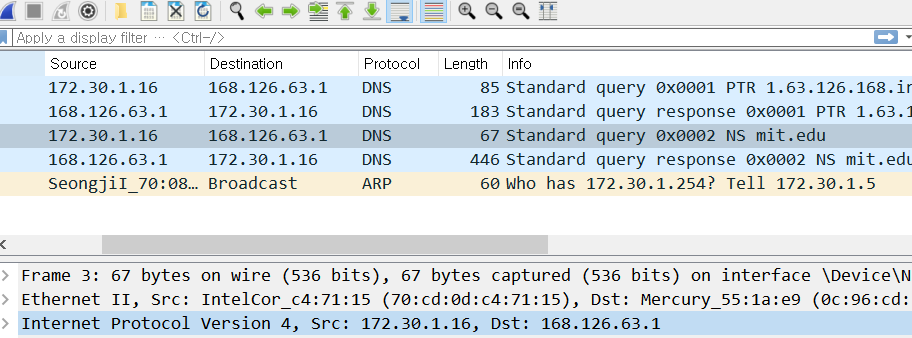 Apply a display filter … <Ctrl-/>
Source Destination Protocol Length Info
172.30.1.16 168.126.63.1 DNS 85 Standard query 0x0001 PTR 1.63.126.168.in
168.126.63.1 172.30.1.16 DNS 183 Standard query response 0x0001 PTR 1.63.1
172.30.1.16 168.126.63.1 DNS 67 Standard query 0x0002 NS mit.edu
168.126.63.1 172.30.1.16 DNS 446 Standard query response 0x0002 NS mit.edu
SeongjiI_70:08… Broadcast ARP 60 Who has 172.30.1.254? Tell 172.30.1.5
Frame 3: 67 bytes on wire (536 bits), 67 bytes captured (536 bits) on interface \Device\N
Ethernet II, Src: IntelCor_c4:71:15 (70:cd:0d:c4:71:15), Dst: Mercury_55:1a:e9 (0c:96:cd:
Internet Protocol Version 4, Src: 172.30.1.16, Dst: 168.126.63.1